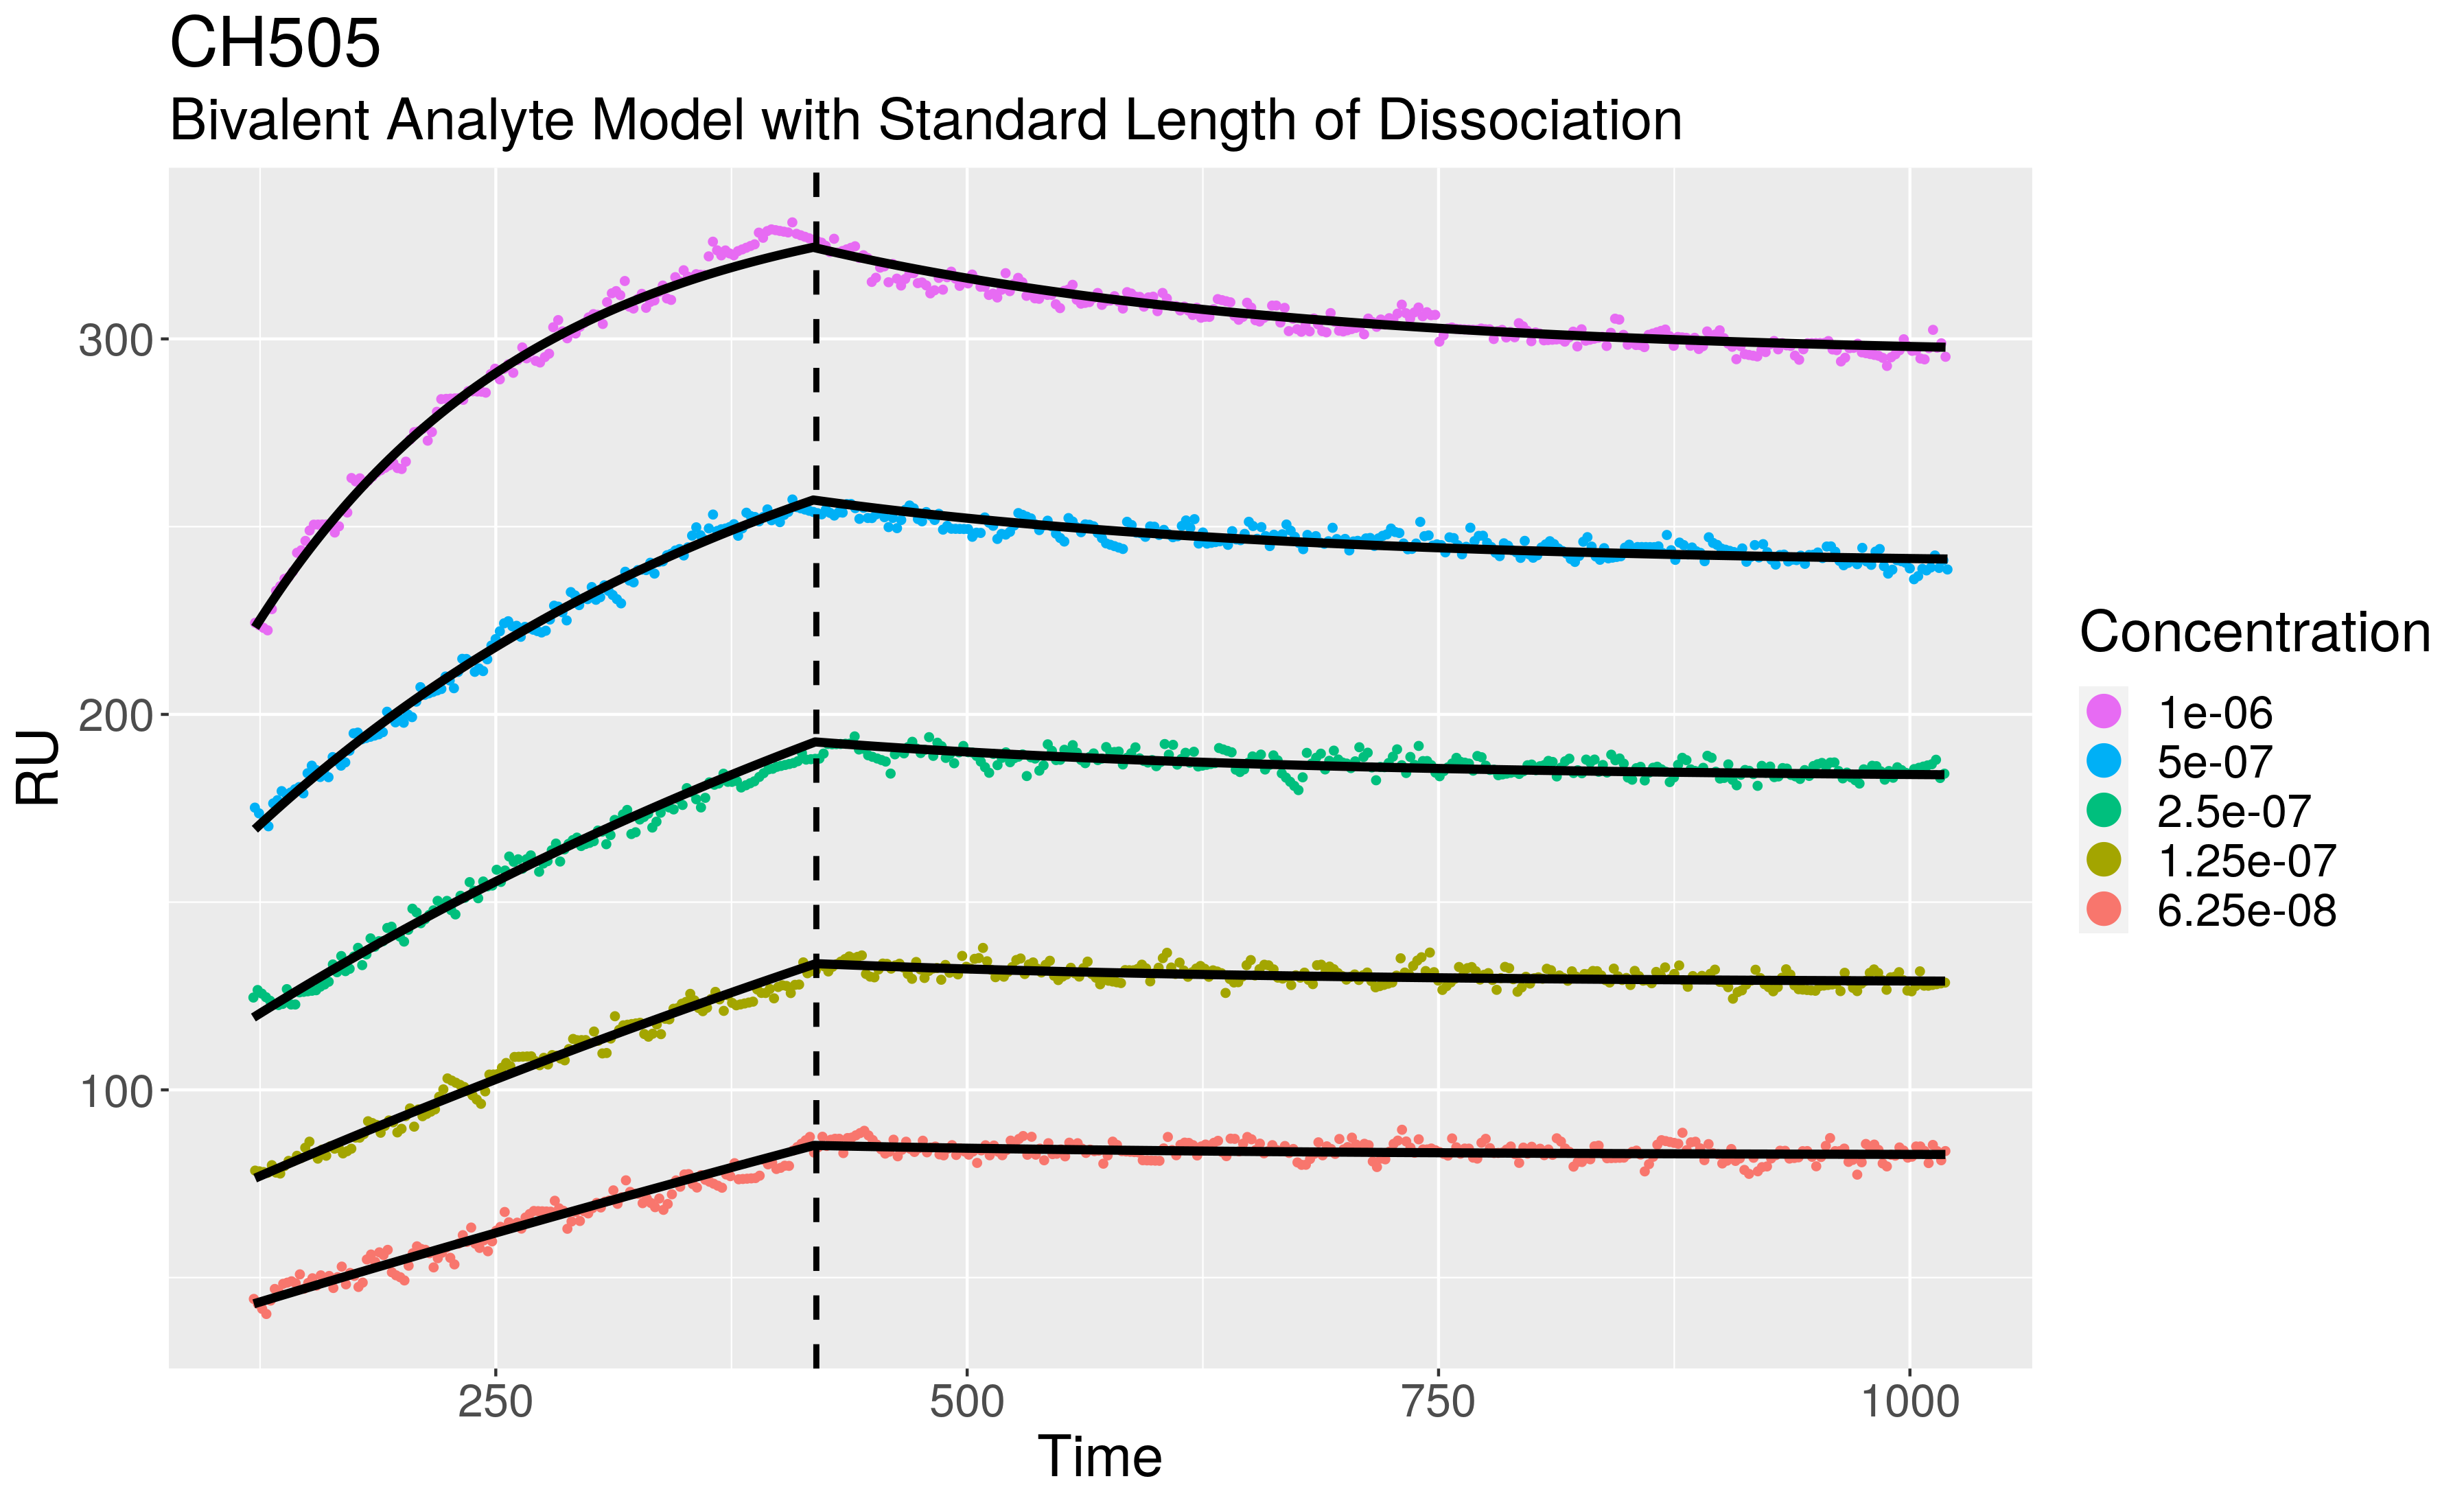 CH505
Bivalent Analyte Model with Standard Length of Dissociation
RU
300
200
100
250
500
750
1000
Time
Concentration
1e-06
5e-07
2.5e-07
1.25e-07
6.25e-08